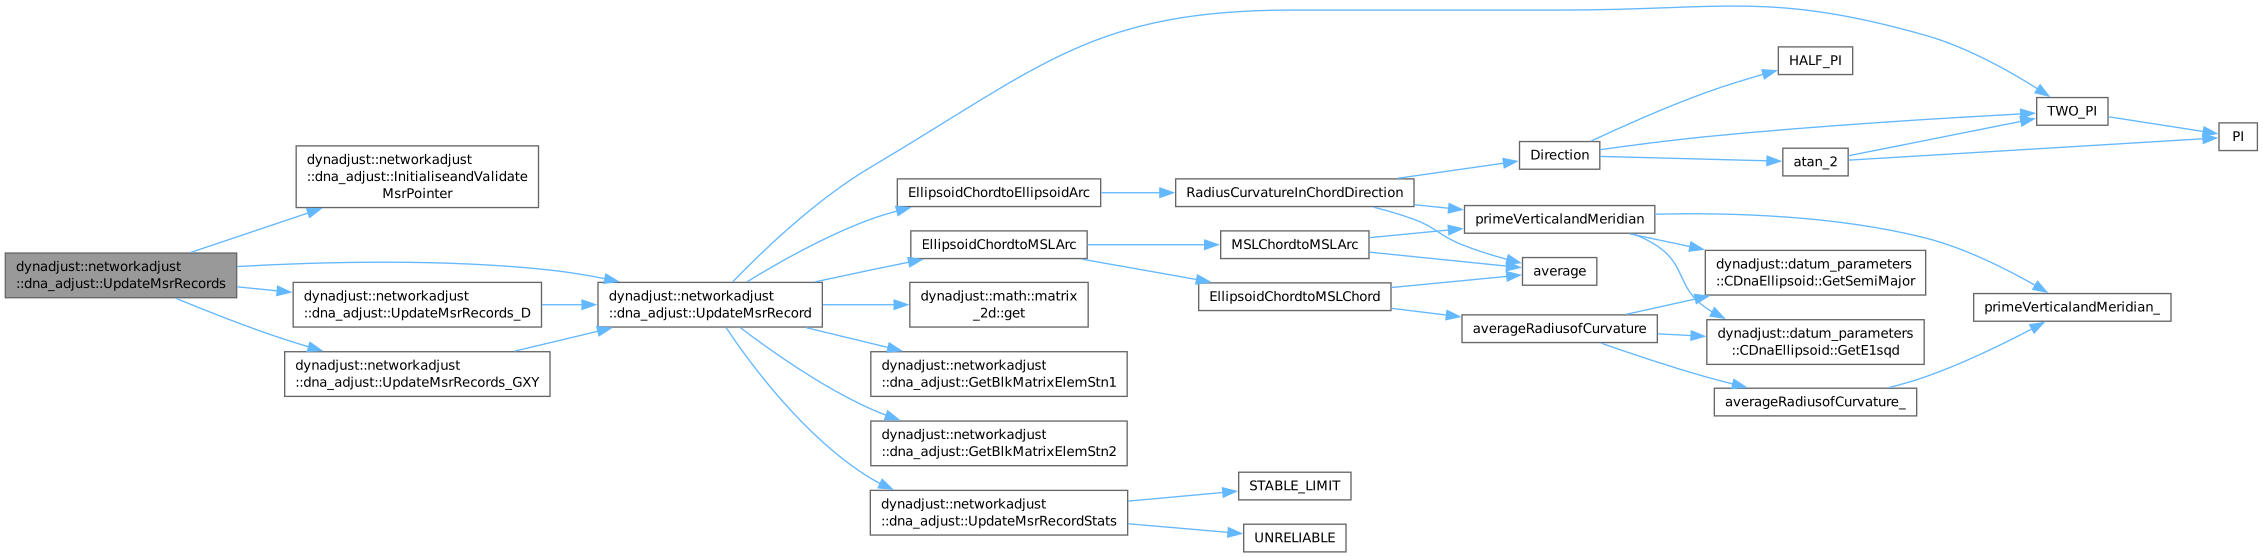 dynadjust::networkadjust
::dna_adjust::UpdateMsrRecords
dynadjust::networkadjust
::dna_adjust::InitialiseandValidate
MsrPointer
dynadjust::networkadjust
::dna_adjust::UpdateMsrRecords_D
dynadjust::networkadjust
::dna_adjust::UpdateMsrRecords_GXY
dynadjust::networkadjust
::dna_adjust::UpdateMsrRecord
EllipsoidChordtoEllipsoidArc
EllipsoidChordtoMSLArc
dynadjust::math::matrix
_2d::get
dynadjust::networkadjust
::dna_adjust::GetBlkMatrixElemStn1
dynadjust::networkadjust
::dna_adjust::GetBlkMatrixElemStn2
dynadjust::networkadjust
::dna_adjust::UpdateMsrRecordStats
RadiusCurvatureInChordDirection
MSLChordtoMSLArc
EllipsoidChordtoMSLChord
STABLE_LIMIT
UNRELIABLE
Direction
primeVerticalandMeridian
average
averageRadiusofCurvature
HALF_PI
atan_2
dynadjust::datum_parameters
::CDnaEllipsoid::GetSemiMajor
dynadjust::datum_parameters
::CDnaEllipsoid::GetE1sqd
averageRadiusofCurvature_
TWO_PI
primeVerticalandMeridian_
PI